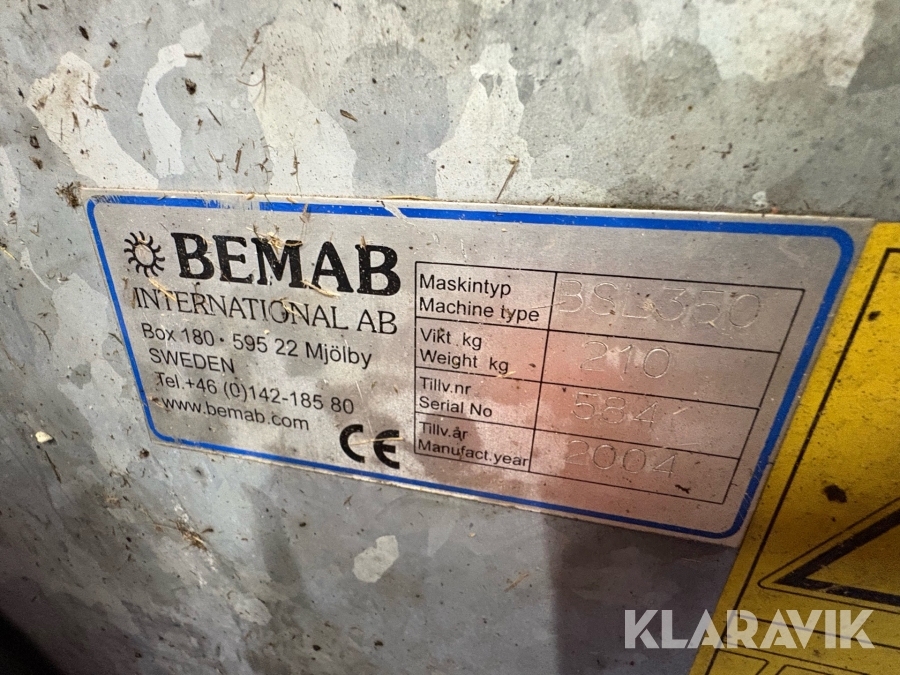 BEMAB
INTERNATIONAL AB
Box 180 · 595 22 Mjölby
SWEDEN
Tel.+46 (0)142-185 80
www.bemab.com
CE
Maskintyp
Machine type
BSL350
Vikt kg
Weight kg
210
Tillv.nr
Serial No
584
Tillv.år
Manufact.year
2004
KLARAVIK